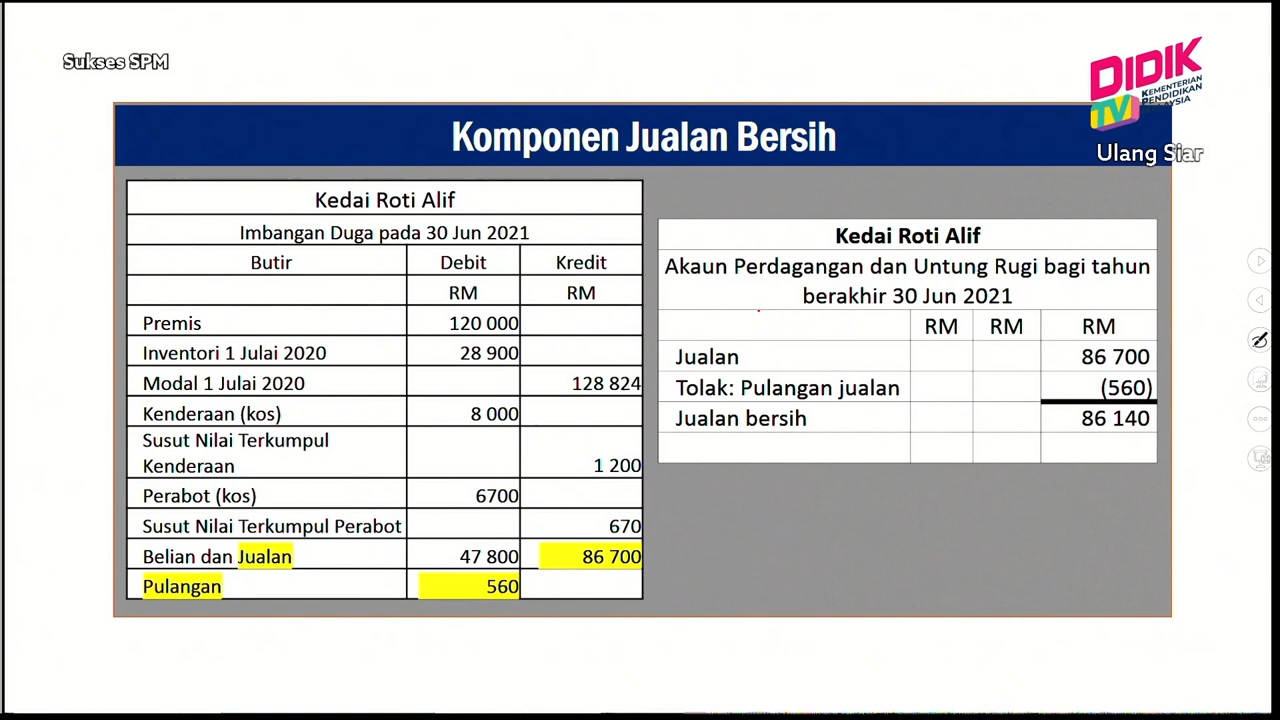 Sukses SPM
DIDIK
TV
KEMENTERIAN
PENDIDIKAN
MALAYSIA
Ulang Siar
Komponen Jualan Bersih
Kedai Roti Alif
Imbangan Duga pada 30 Jun 2021
Butir Debit Kredit
RM RM
Premis 120 000
Inventori 1 Julai 2020 28 900
Modal 1 Julai 2020 128 824
Kenderaan (kos) 8 000
Susut Nilai Terkumpul
Kenderaan 1 200
Perabot (kos) 6700
Susut Nilai Terkumpul Perabot 670
Belian dan Jualan 47 800 86 700
Pulangan 560
Kedai Roti Alif
Akaun Perdagangan dan Untung Rugi bagi tahun
berakhir 30 Jun 2021
RM RM RM
Jualan 86 700
Tolak: Pulangan jualan (560)
Jualan bersih 86 140